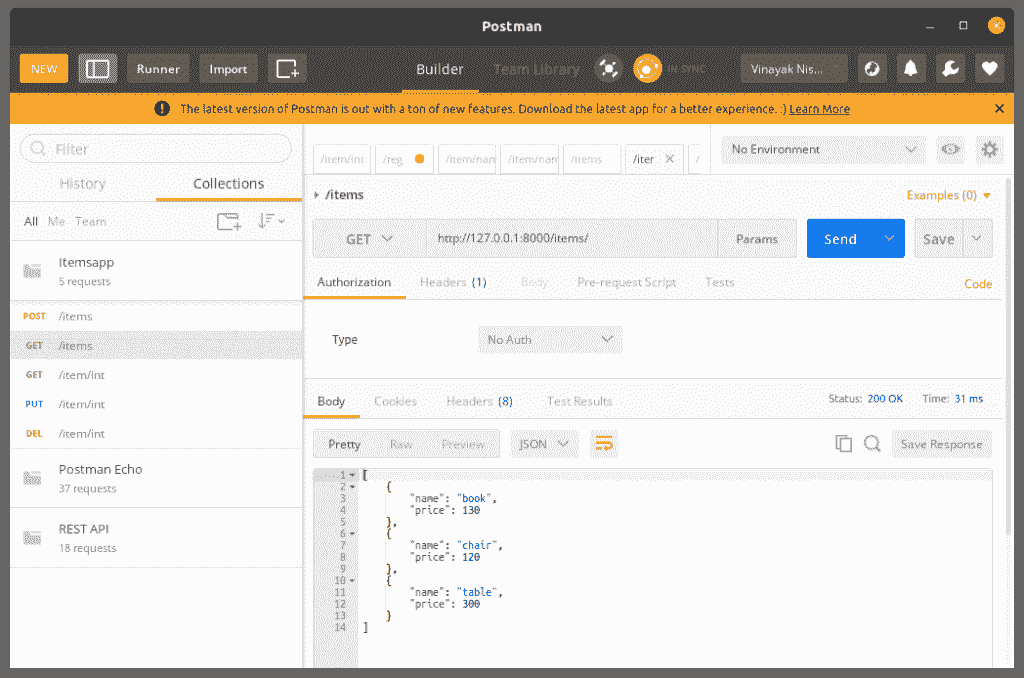 Postman
NEW Runner Import Builder Team Library IN SYNC Vinayak Nis...
The latest version of Postman is out with a ton of new features. Download the latest app for a better experience. :) Learn More
Filter
History Collections
All Me Team
Itemsapp
5 requests
POST /items
GET /items
GET /item/int
PUT /item/int
DEL /item/int
Postman Echo
37 requests
REST API
18 requests
/item/int /reg /item/nam /item/nam /items /iter /
No Environment
/items
Examples (0)
GET http://127.0.0.1:8000/items/ Params Send Save
Authorization Headers (1) Body Pre-request Script Tests Code
Type No Auth
Body Cookies Headers (8) Test Results Status: 200 OK Time: 31 ms
Pretty Raw Preview JSON Save Response
1 [
2 {
3 "name": "book",
4 "price": 130
5 },
6 {
7 "name": "chair",
8 "price": 120
9 },
10 {
11 "name": "table",
12 "price": 300
13 }
14 ]